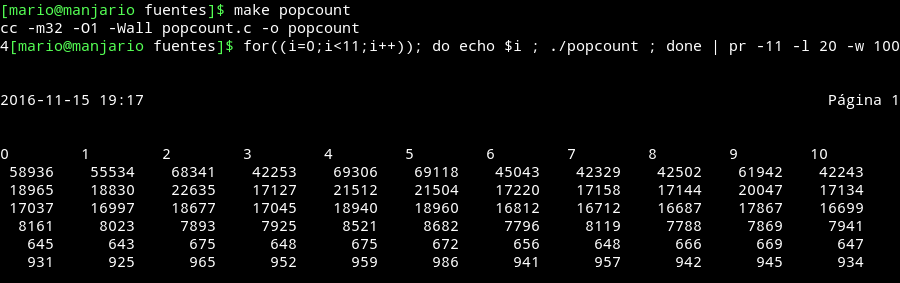 [mario@manjario fuentes]$ make popcount
cc -m32 -O1 -Wall popcount.c -o popcount
4[mario@manjario fuentes]$ for((i=0;i<11;i++)); do echo $i ; ./popcount ; done | pr -11 -l 20 -w 100
2016-11-15 19:17 Página 1
0 1 2 3 4 5 6 7 8 9 10
58936 55534 68341 42253 69306 69118 45043 42329 42502 61942 42243
18965 18830 22635 17127 21512 21504 17220 17158 17144 20047 17134
17037 16997 18677 17045 18940 18960 16812 16712 16687 17867 16699
8161 8023 7893 7925 8521 8682 7796 8119 7788 7869 7941
645 643 675 648 675 672 656 648 666 669 647
931 925 965 952 959 986 941 957 942 945 934